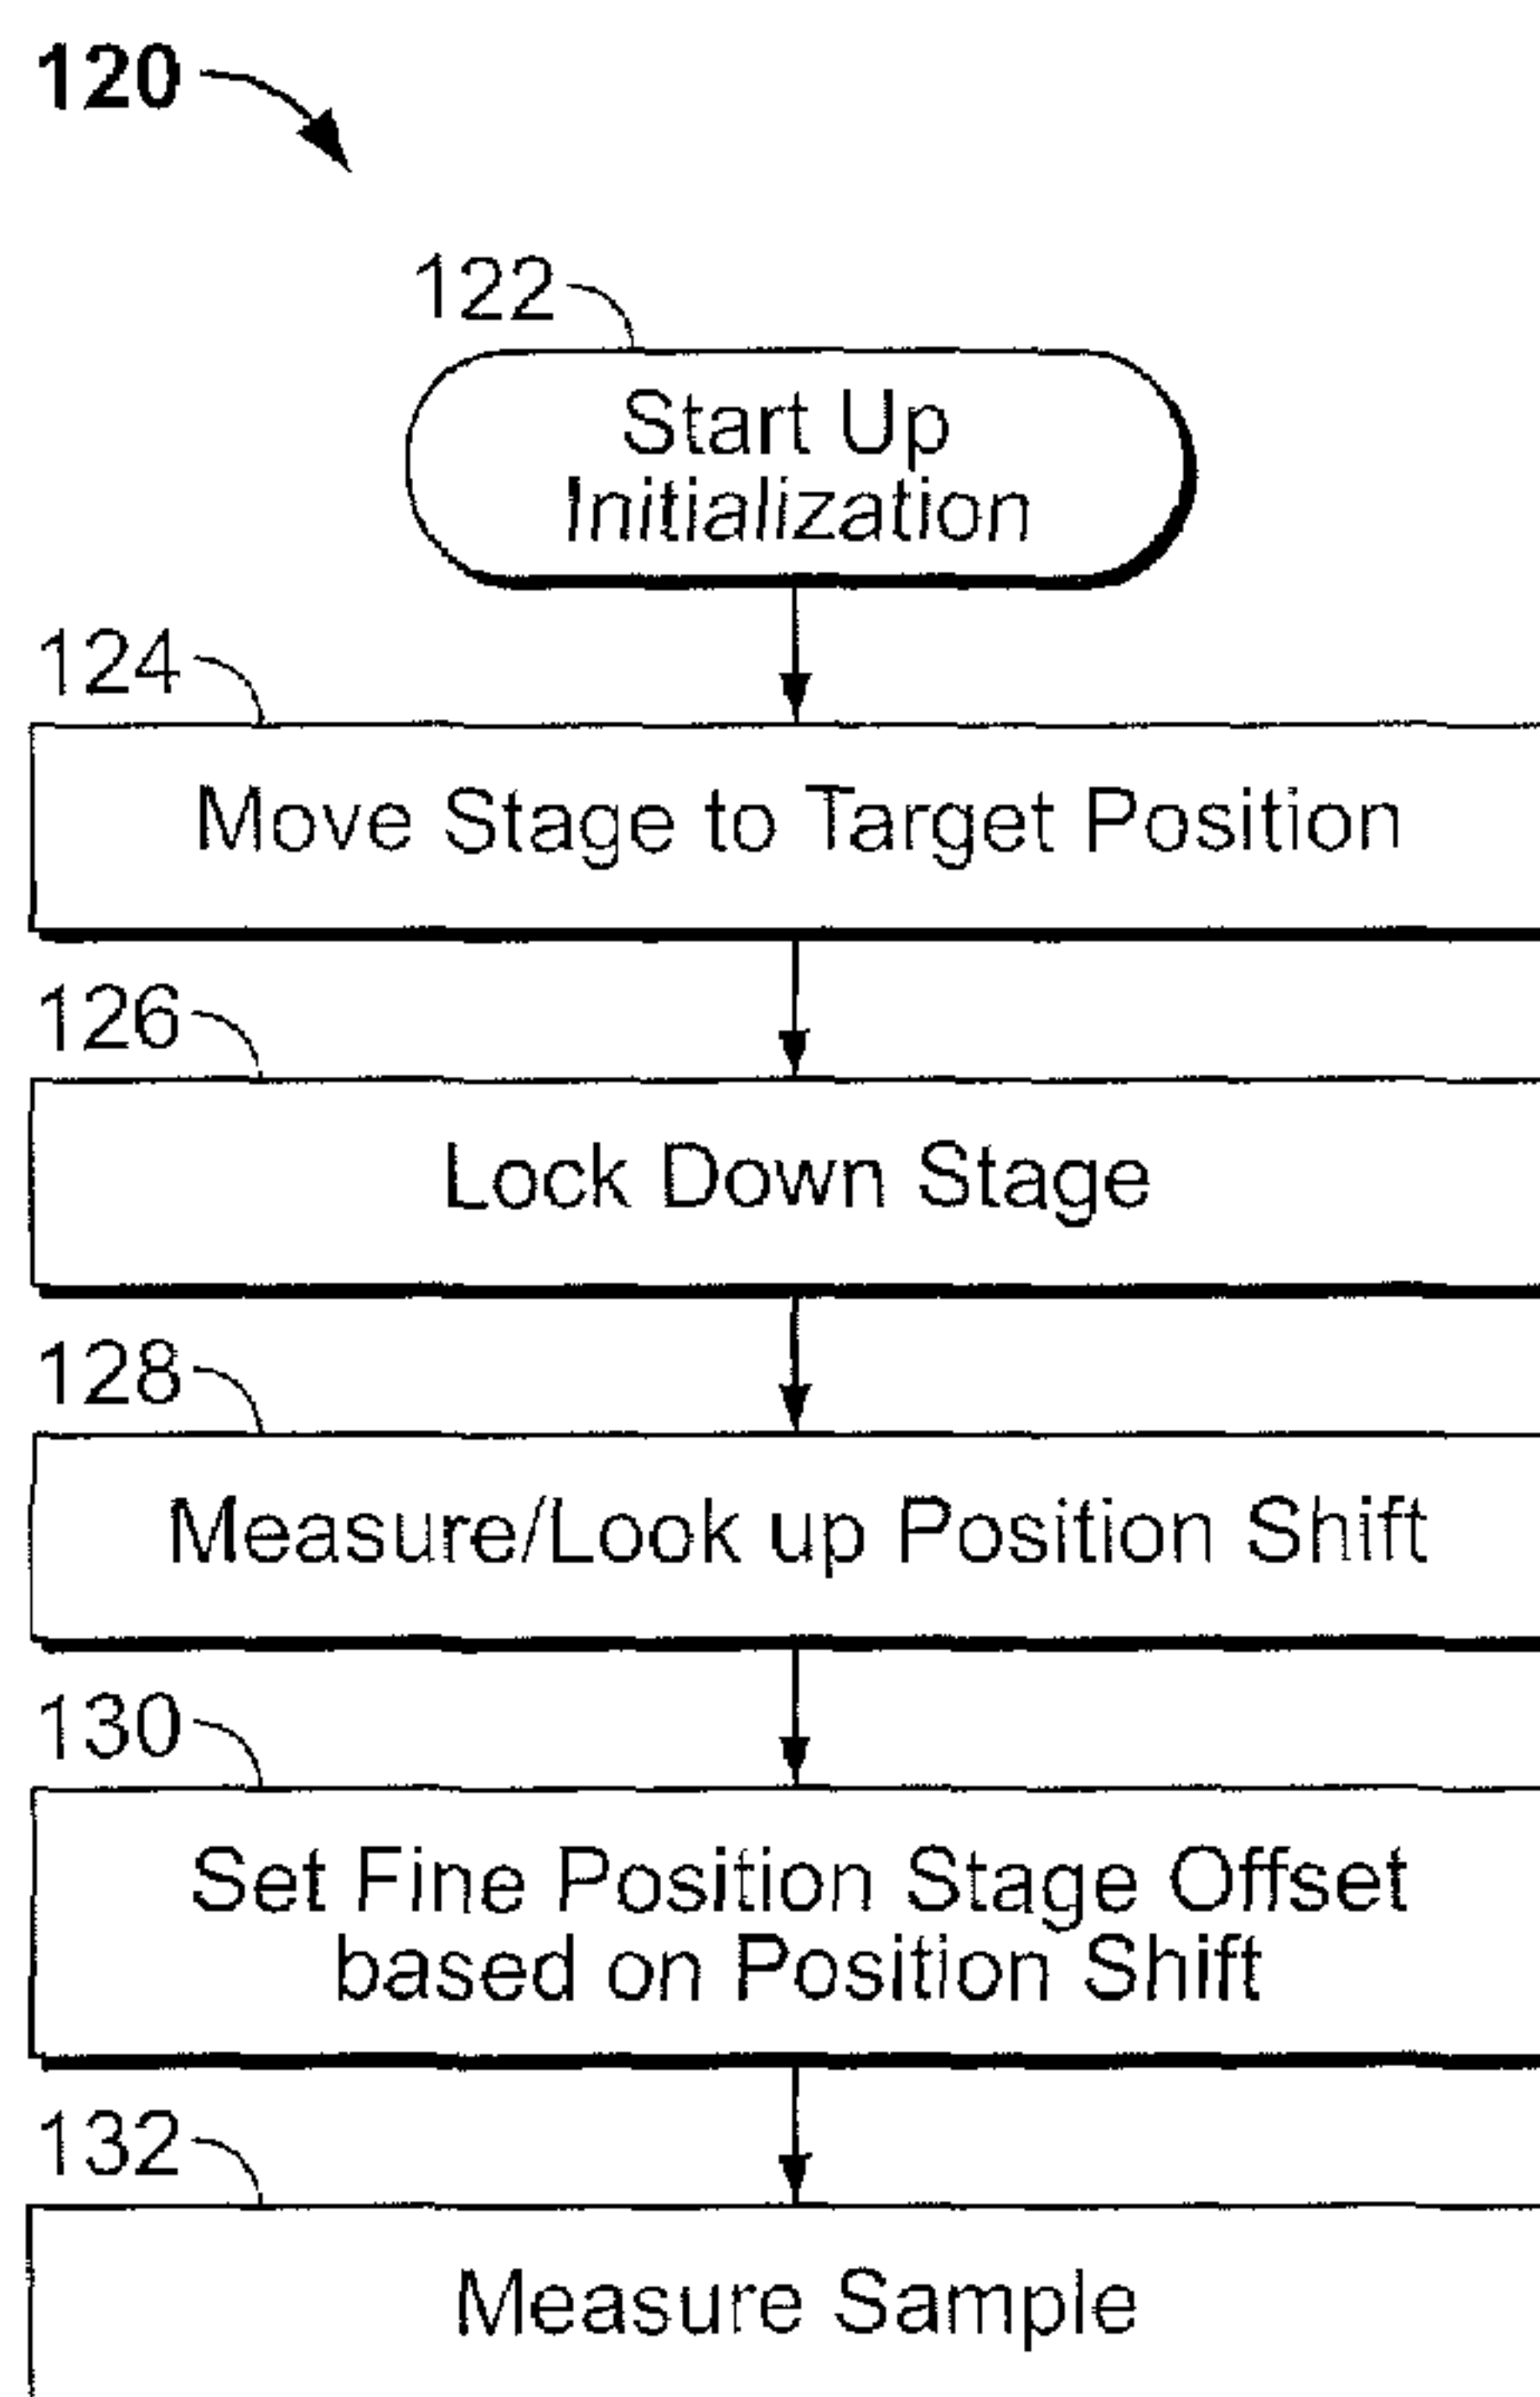 120
122
Start Up
Initialization
124
Move Stage to Target Position
126
Lock Down Stage
128
Measure/Look up Position Shift
130
Set Fine Position Stage Offset
based on Position Shift
132
Measure Sample